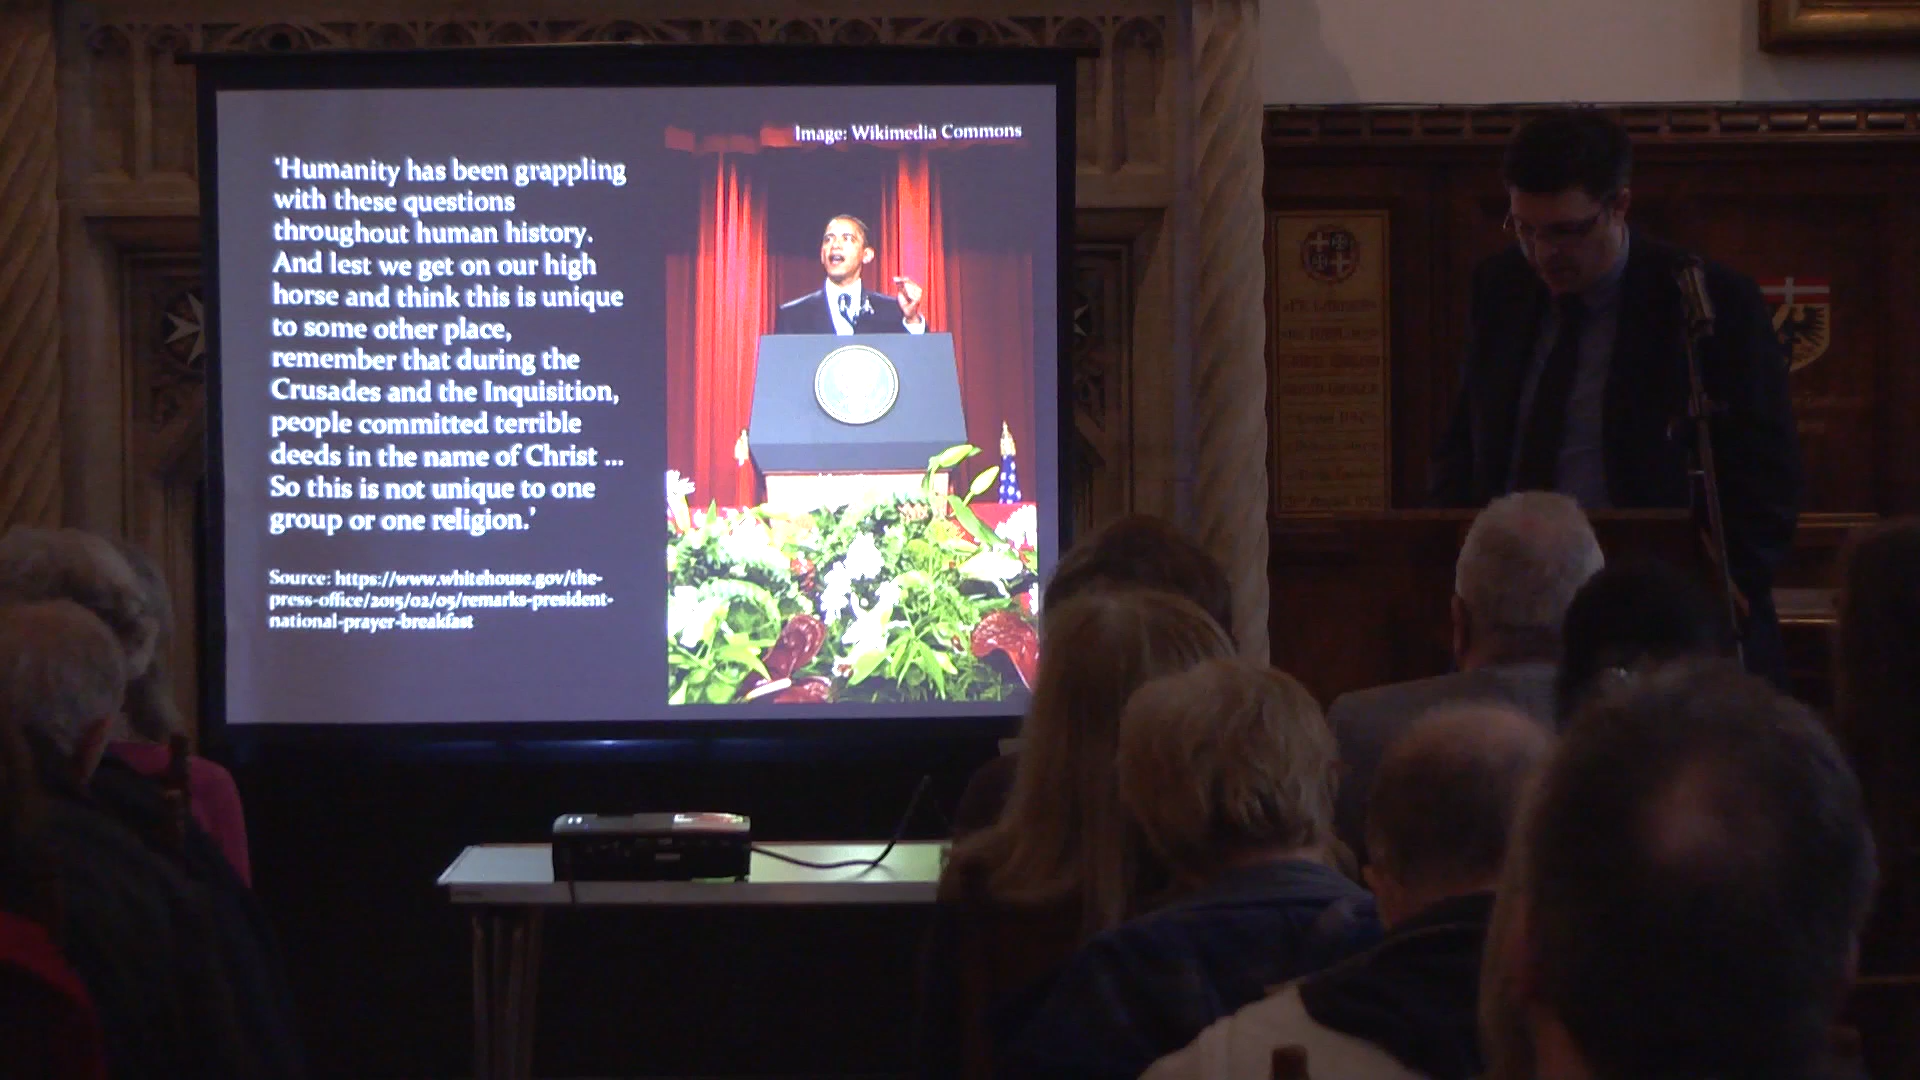 Image: Wikimedia Commons
‘Humanity has been grappling
with these questions
throughout human history.
And lest we get on our high
horse and think this is unique
to some other place,
remember that during the
Crusades and the Inquisition,
people committed terrible
deeds in the name of Christ ...
So this is not unique to one
group or one religion.’
Source: https://www.whitehouse.gov/the-
press-office/2015/02/05/remarks-president-
national-prayer-breakfast